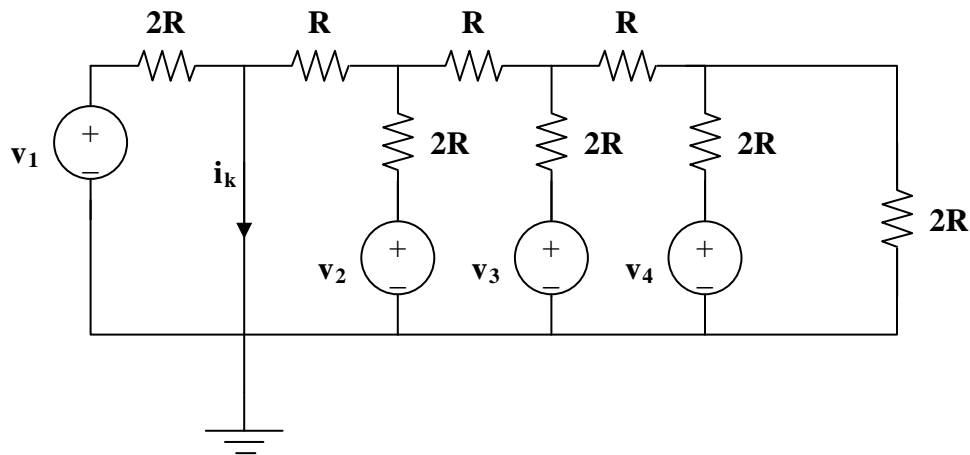 2R R R R
+
v₁
−
iₖ
2R 2R 2R
2R
+ + +
v₂ v₃ v₄
− − −